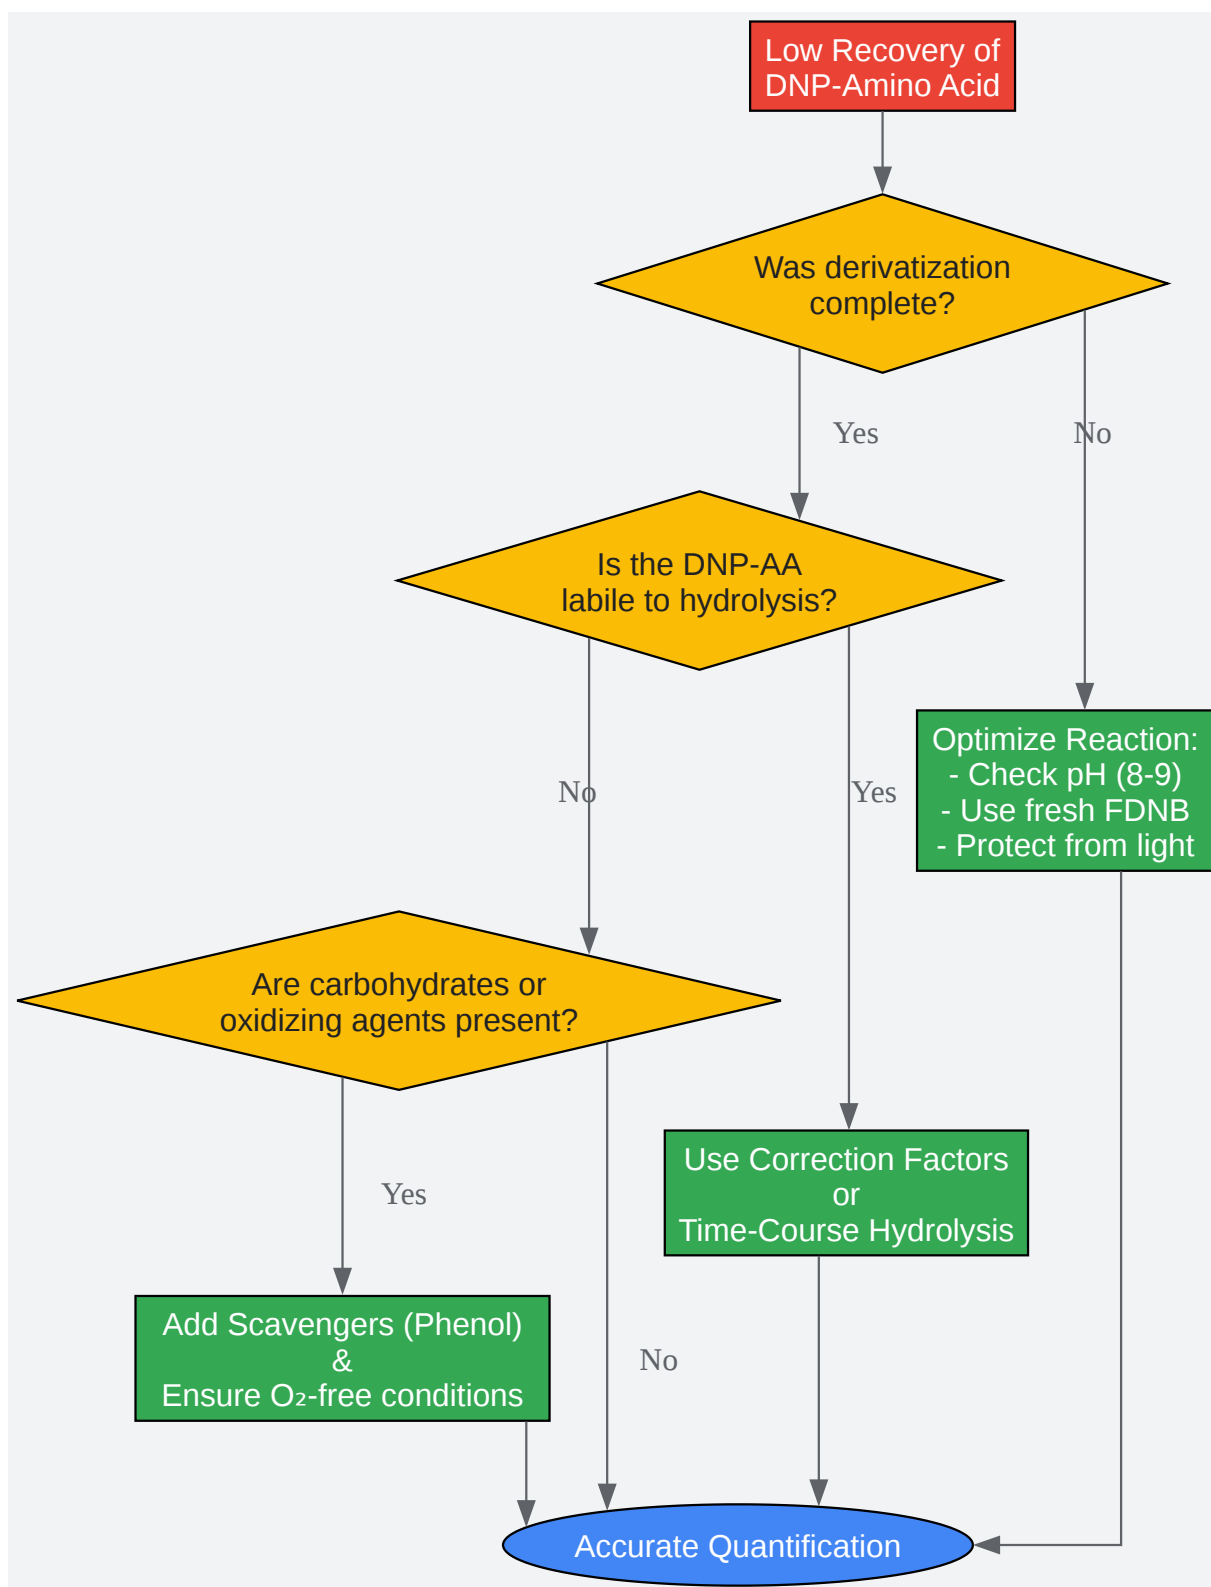 Low Recovery of
DNP-Amino Acid
Was derivatization
complete?
Yes
No
Is the DNP-AA
labile to hydrolysis?
Optimize Reaction:
- Check pH (8-9)
- Use fresh FDNB
- Protect from light
No
Yes
Are carbohydrates or
oxidizing agents present?
Use Correction Factors
or
Time-Course Hydrolysis
Yes
Add Scavengers (Phenol)
&
Ensure O₂-free conditions
No
Accurate Quantification